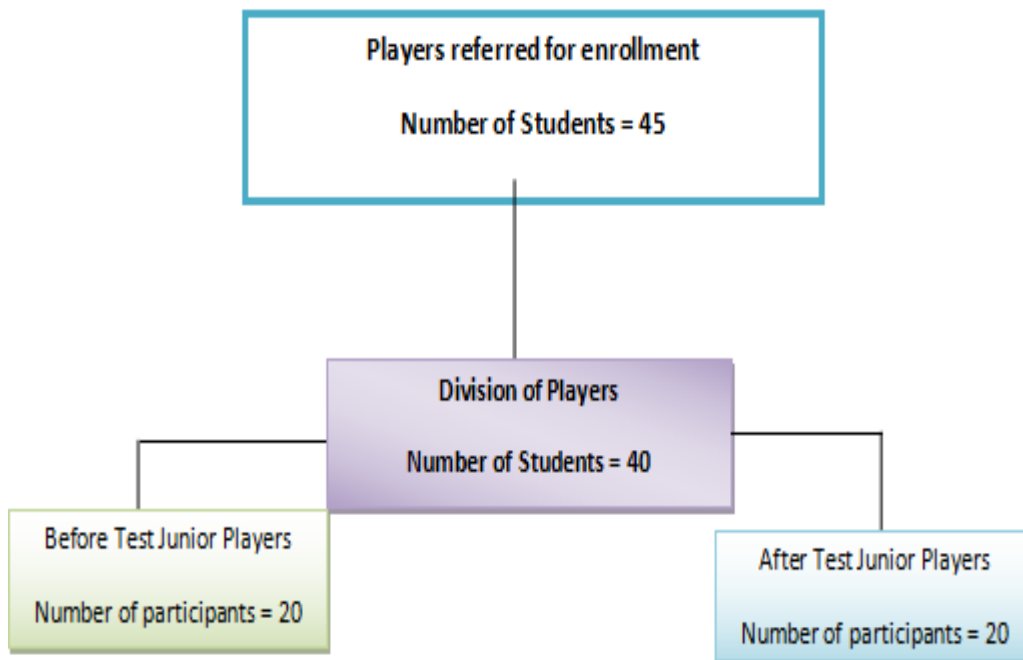 Players referred for enrollment
Number of Students = 45
Division of Players
Number of Students = 40
Before Test Junior Players
Number of participants = 20
After Test Junior Players
Number of participants = 20